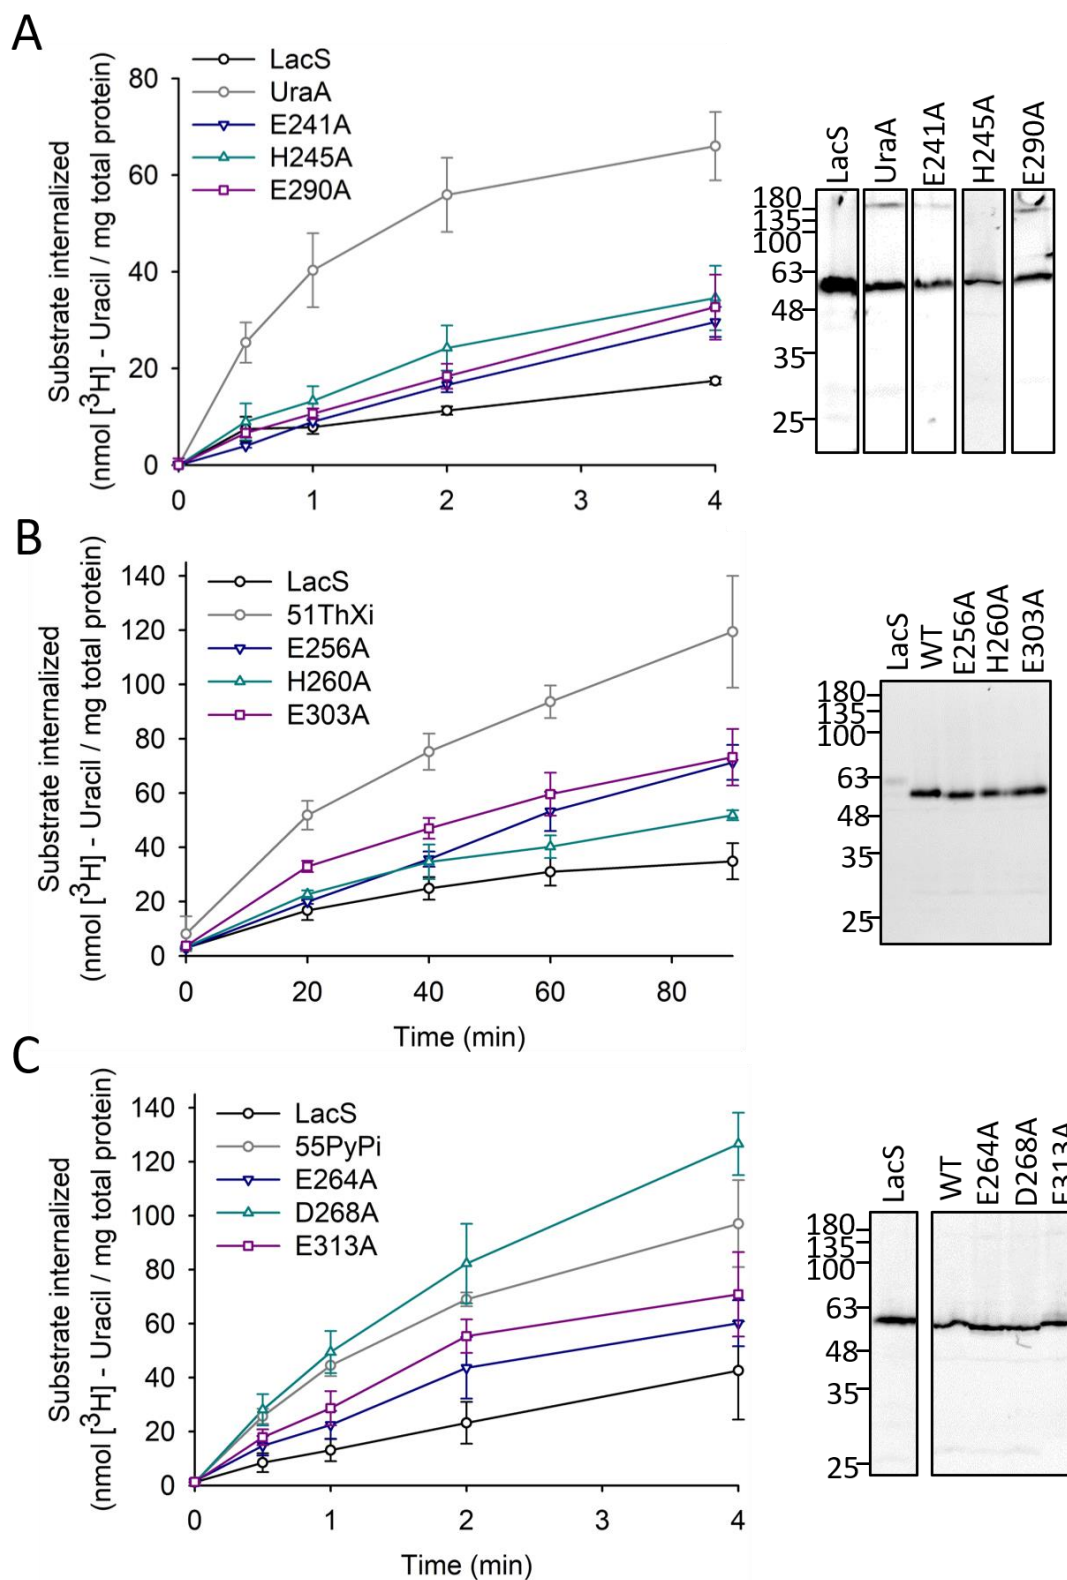 A
LacS
UraA
E241A
H245A
E290A
Substrate internalized
(nmol [³H] - Uracil / mg total protein)
80
60
40
20
0
0 1 2 3 4
LacS UraA E241A H245A E290A
180
135
100
63
48
35
25
B
LacS
51ThXi
E256A
H260A
E303A
Substrate internalized
(nmol [³H] - Uracil / mg total protein)
140
120
100
80
60
40
20
0
0 20 40 60 80
Time (min)
LacS WT E256A H260A E303A
180
135
100
63
48
35
25
C
LacS
55PyPi
E264A
D268A
E313A
Substrate internalized
(nmol [³H] - Uracil / mg total protein)
140
120
100
80
60
40
20
0
0 1 2 3 4
Time (min)
LacS WT E264A D268A E313A
180
135
100
63
48
35
25